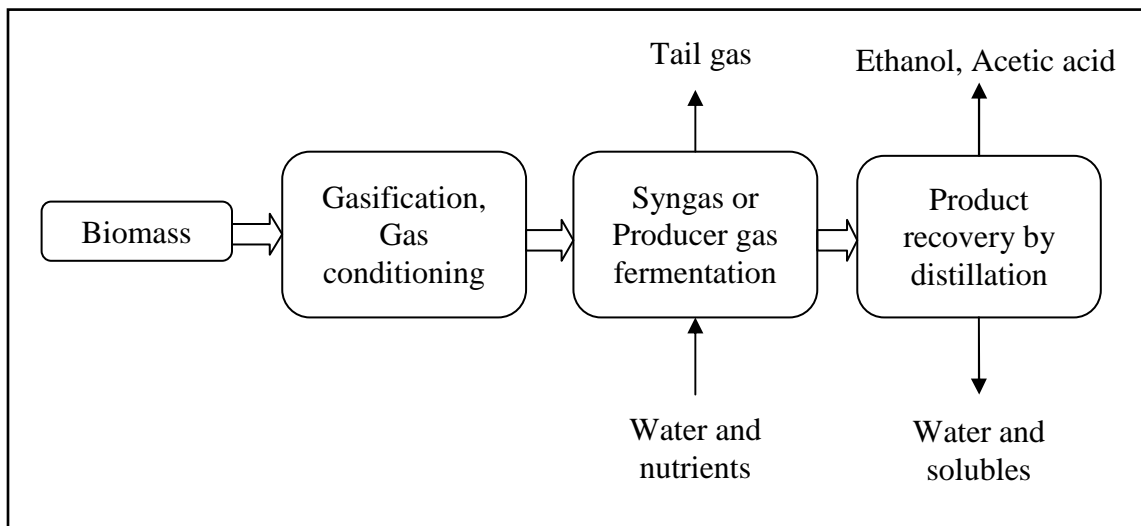 Tail gas
Ethanol, Acetic acid
Biomass
Gasification,
Gas
conditioning
Syngas or
Producer gas
fermentation
Product
recovery by
distillation
Water and
nutrients
Water and
solubles